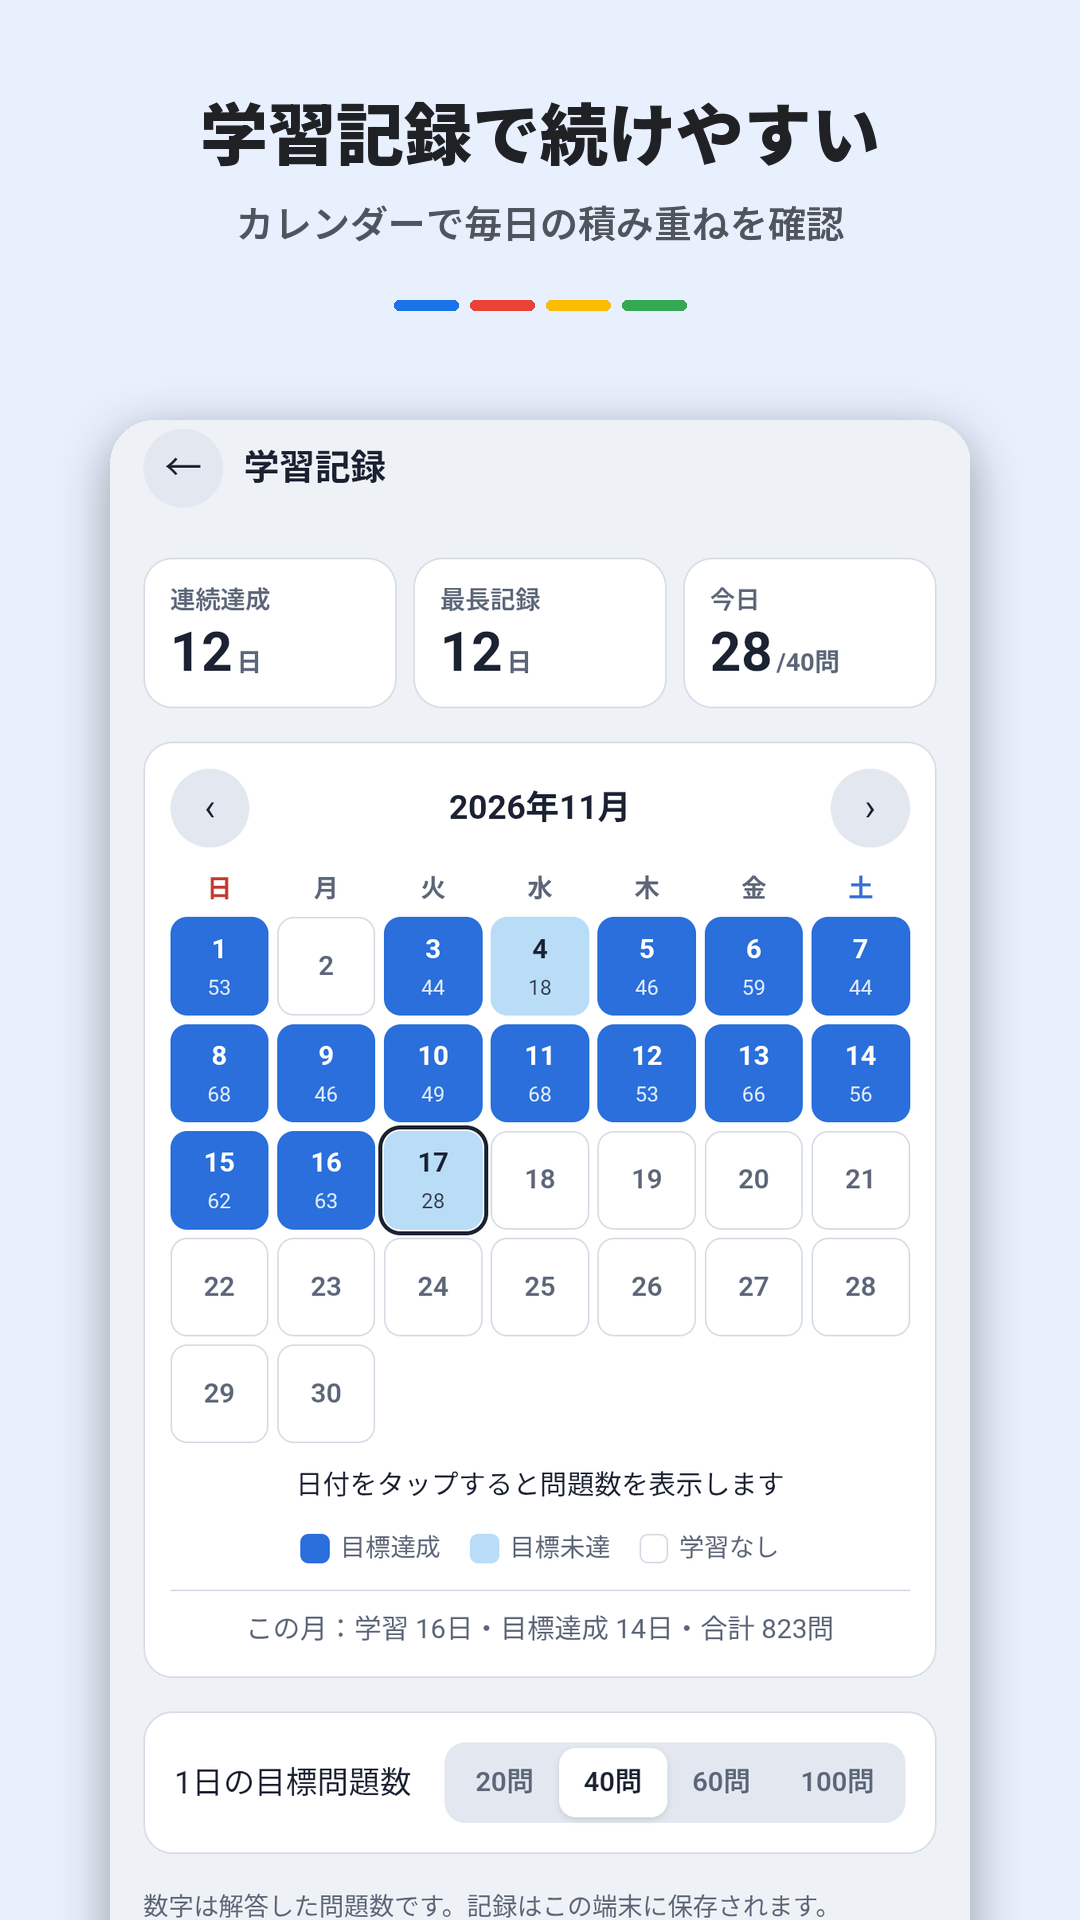 学習記録で続けやすい
カレンダーで毎日の積み重ねを確認
← 学習記録
連続達成 最長記録 今日
12日 12日 28/40問
‹ 2026年11月 ›
日 月 火 水 木 金 土
1 2 3 4 5 6 7
53 44 18 46 59 44
8 9 10 11 12 13 14
68 46 49 68 53 66 56
15 16 17 18 19 20 21
62 63 28
22 23 24 25 26 27 28
29 30
日付をタップすると問題数を表示します
目標達成 目標未達 学習なし
この月：学習 16日・目標達成 14日・合計 823問
1日の目標問題数 20問 40問 60問 100問
数字は解答した問題数です。記録はこの端末に保存されます。